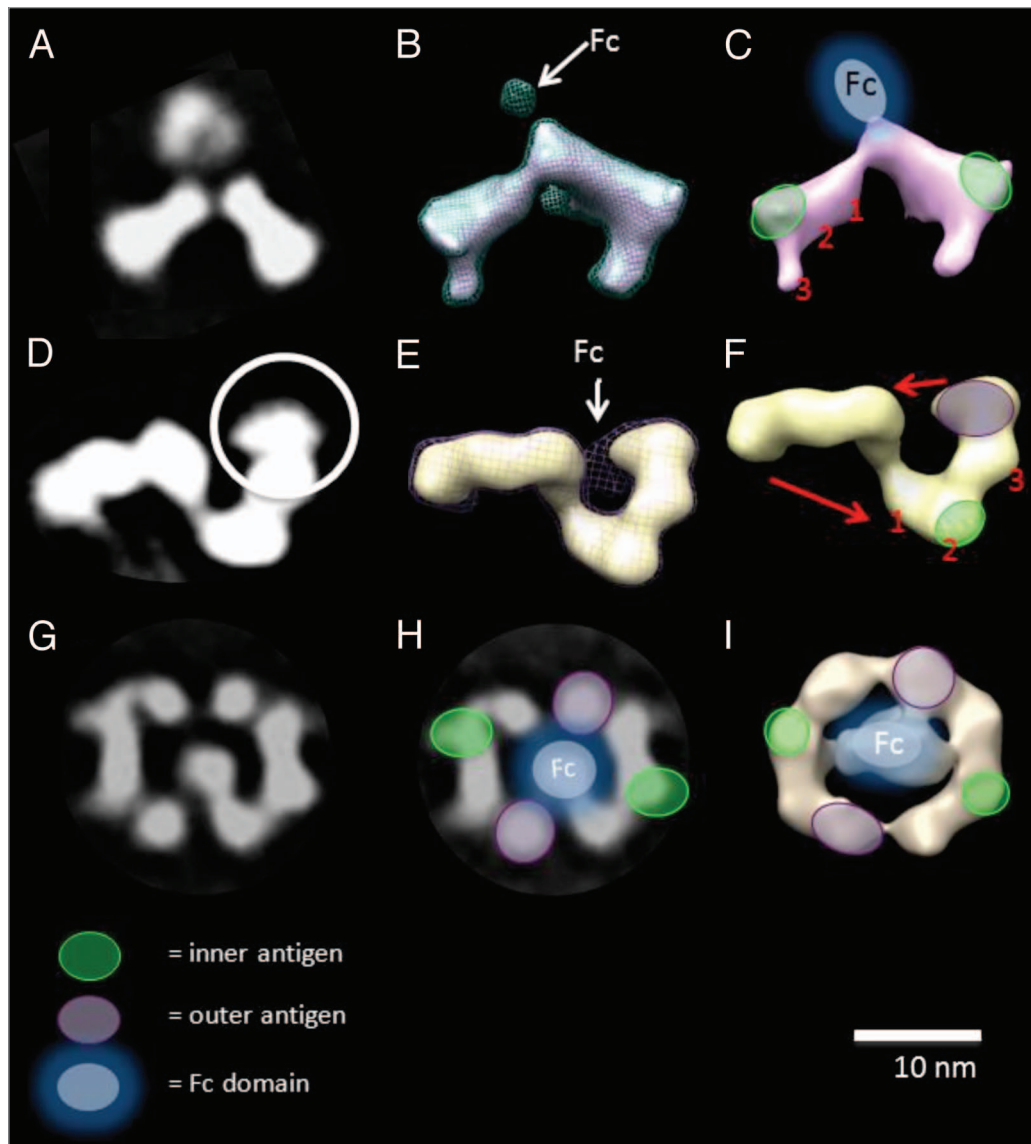 A
B
Fc
C
Fc
1
2
3
D
E
Fc
F
1
2
3
G
H
Fc
I
Fc
= inner antigen
= outer antigen
= Fc domain
10 nm